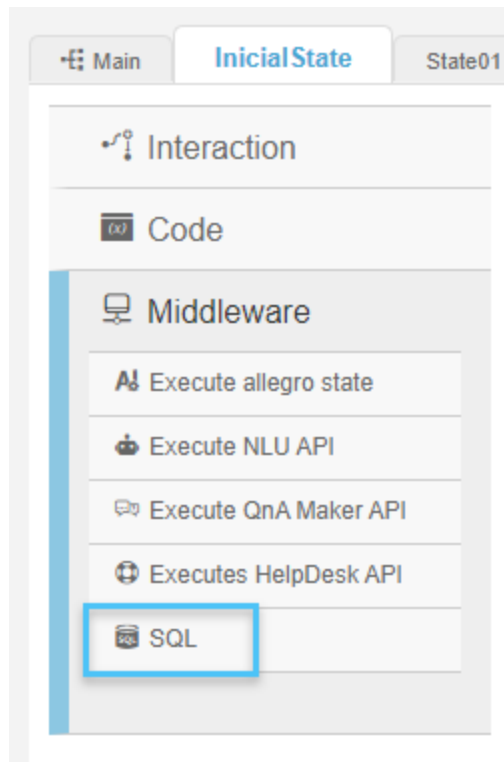 Main InicialState State01
Interaction
Code
Middleware
Execute allegro state
Execute NLU API
Execute QnA Maker API
Executes HelpDesk API
SQL